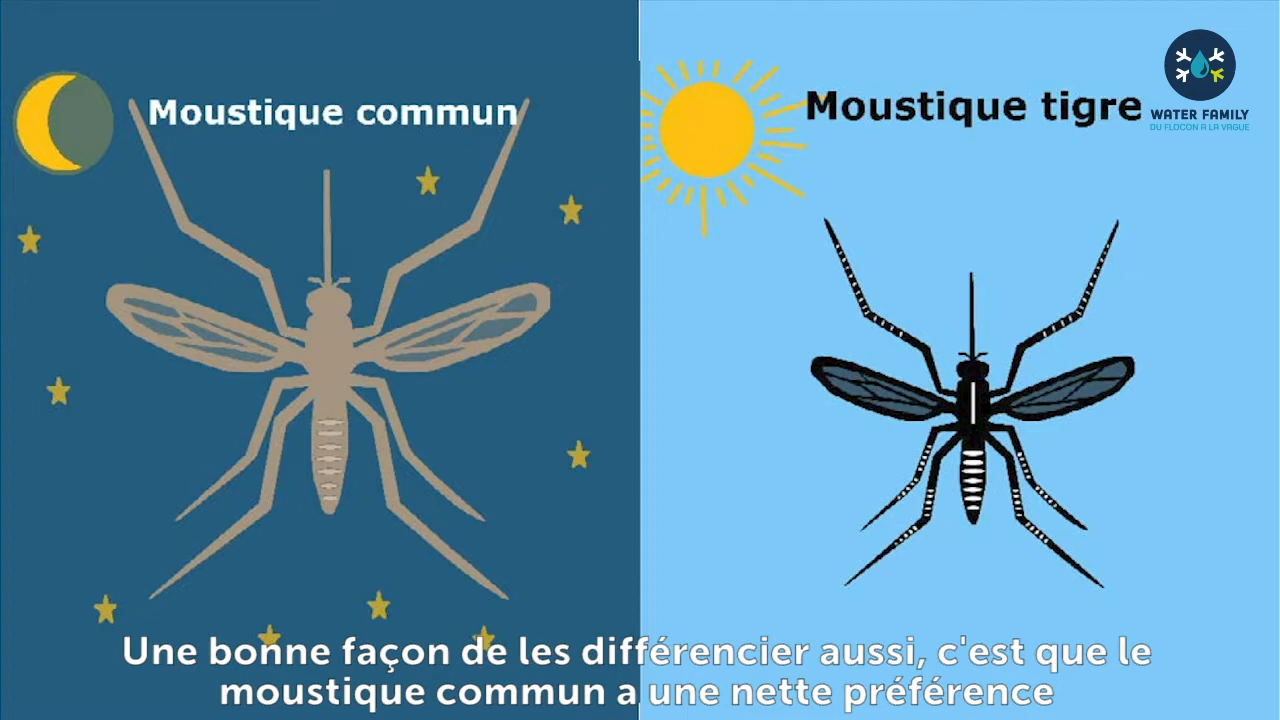 Moustique commun
Moustique tigre
WATER FAMILY
DU FLOCON A LA VAGUE
Une bonne façon de les différencier aussi, c'est que le
moustique commun a une nette préférence